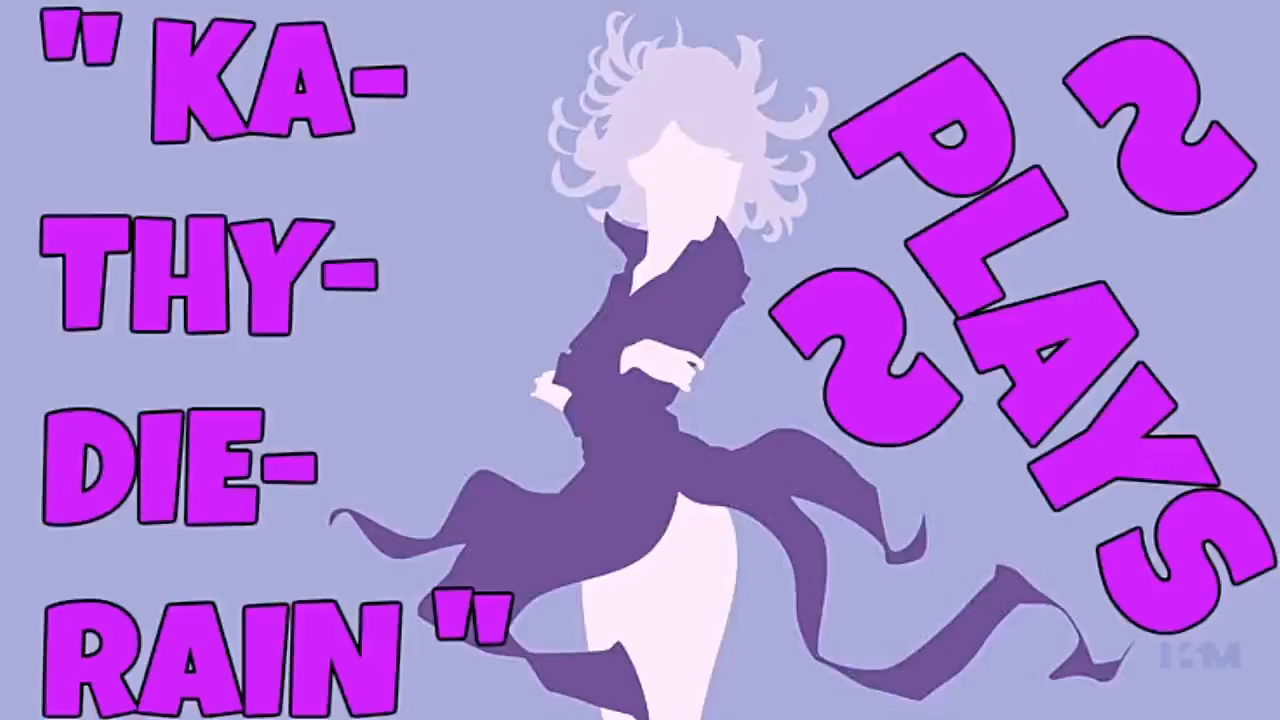 " KA-
THY-
DIE-
RAIN "
~
PLAYS
~